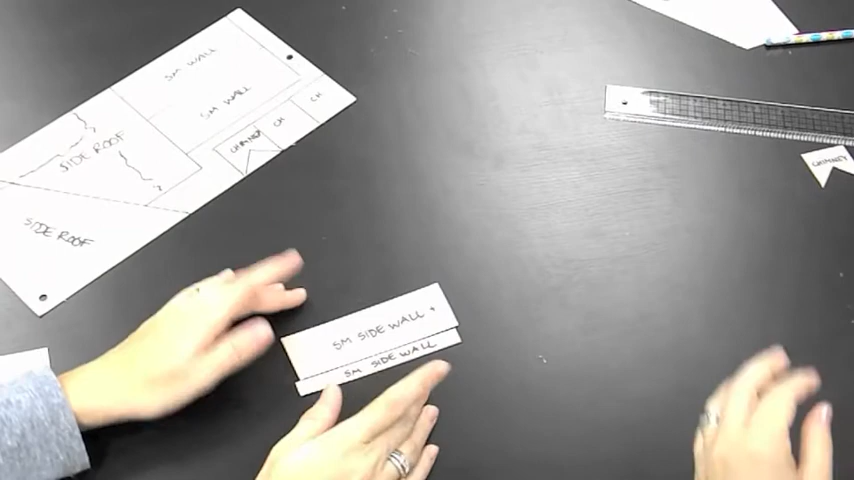 SM WALL
SM WALL
SIDE ROOF
CHIMNEY
CH
CH
SIDE ROOF
CHIMNEY
SM SIDE WALL +
SM SIDE WALL